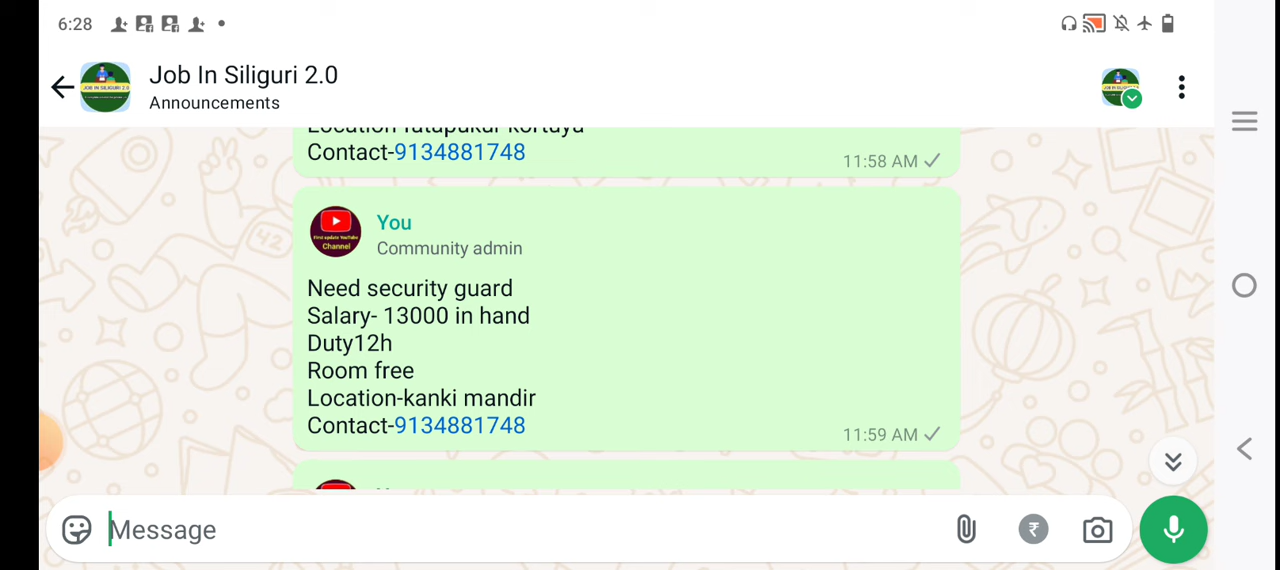 6:28
Job In Siliguri 2.0
Announcements
Contact-9134881748
11:58 AM
You
Community admin
Need security guard
Salary- 13000 in hand
Duty12h
Room free
Location-kanki mandir
Contact-9134881748
11:59 AM
Message